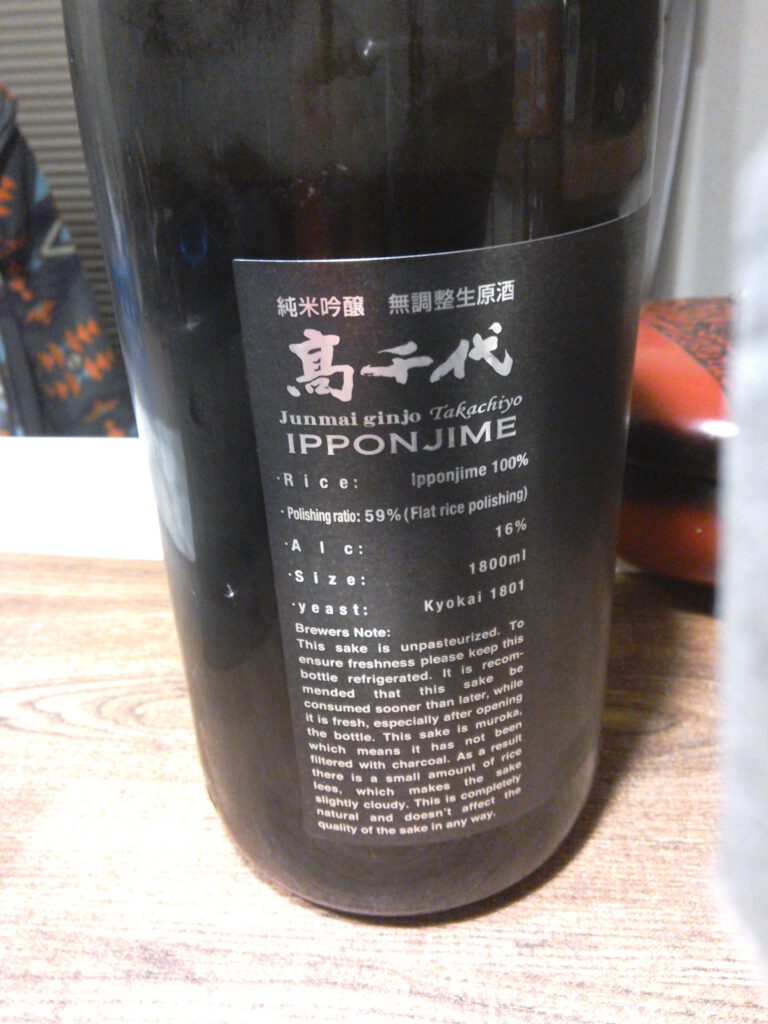 純米吟醸 無調整生原酒
髙千代
Junmai ginjo Takachiyo
IPPONJIME
·Rice: Ipponjime 100%
·Polishing ratio: 59% (Flat rice polishing)
·Alc: 16%
·Size: 1800ml
·yeast: Kyokai 1801
Brewers Note:
This sake is unpasteurized. To
ensure freshness please keep this
bottle refrigerated. It is recom-
mended that this sake be
consumed sooner than later, while
it is fresh, especially after opening
the bottle. This sake is muroka,
which means it has not been
filtered with charcoal. As a result
there is a small amount of rice
lees, which makes the sake
slightly cloudy. This is completely
natural and doesn't affect the
quality of the sake in any way.